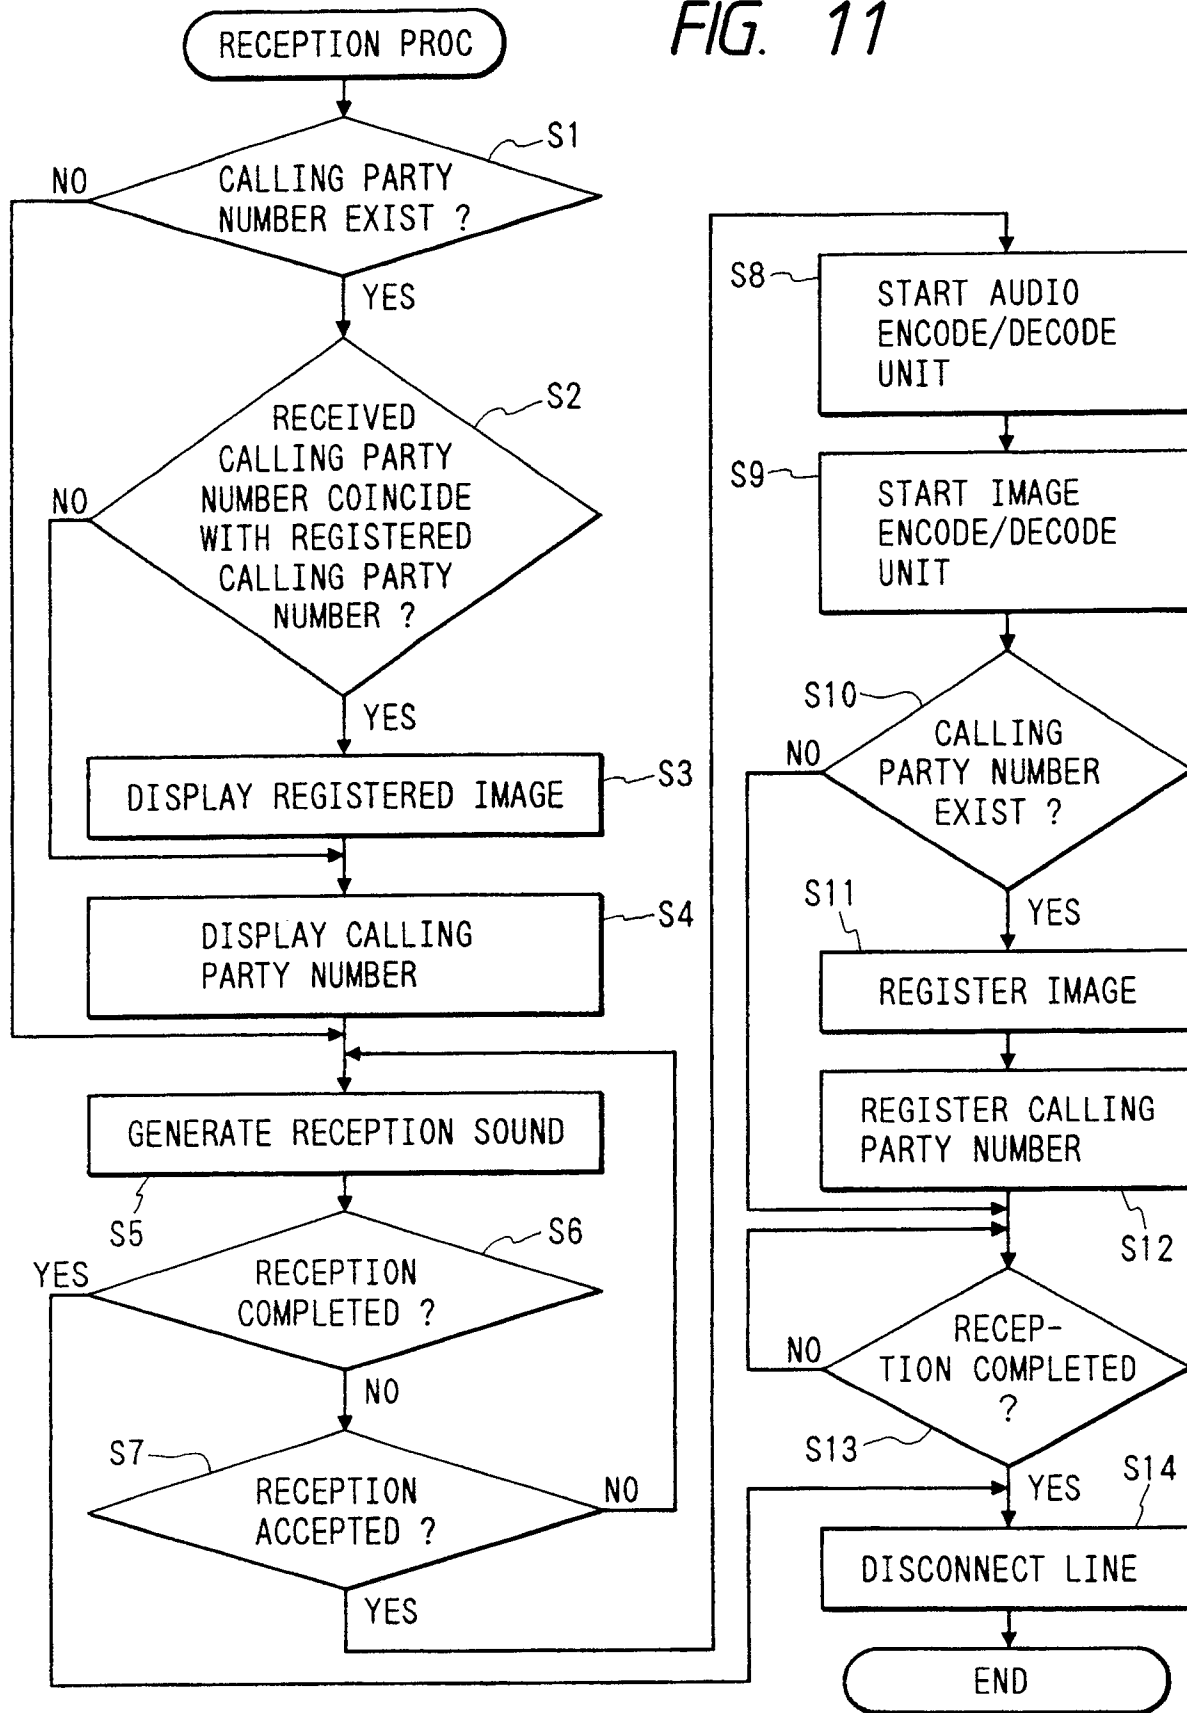 FIG. 11
RECEPTION PROC
S1
CALLING PARTY
NUMBER EXIST ?
NO
YES
S2
RECEIVED
CALLING PARTY
NUMBER COINCIDE
WITH REGISTERED
CALLING PARTY
NUMBER ?
NO
YES
DISPLAY REGISTERED IMAGE
S3
DISPLAY CALLING
PARTY NUMBER
S4
GENERATE RECEPTION SOUND
S5
S6
RECEPTION
COMPLETED ?
YES
NO
S7
RECEPTION
ACCEPTED ?
NO
YES
S8
START AUDIO
ENCODE/DECODE
UNIT
S9
START IMAGE
ENCODE/DECODE
UNIT
S10
CALLING
PARTY NUMBER
EXIST ?
NO
YES
S11
REGISTER IMAGE
REGISTER CALLING
PARTY NUMBER
S12
RECEP-
TION COMPLETED
?
NO
S13
YES
S14
DISCONNECT LINE
END